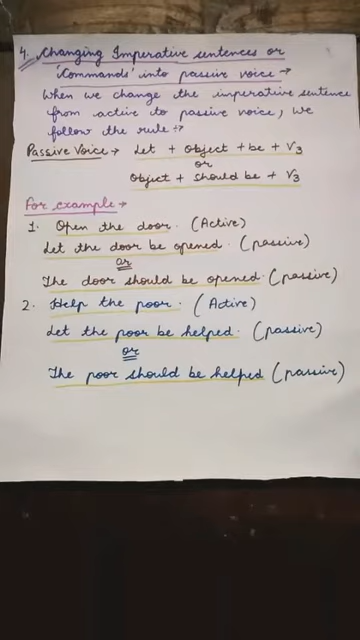 4. Changing Imperative sentences or
'Commands' into passive voice →
When we change the imperative sentence
from active to passive voice, we
follow the rule :→
Passive Voice → Let + object + be + V3
or
Object + should be + V3
For example →
1. Open the door. (Active)
Let the door be opened. (passive)
or
The door should be opened. (passive)
2. Help the poor. (Active)
Let the poor be helped. (passive)
or
The poor should be helped (passive)